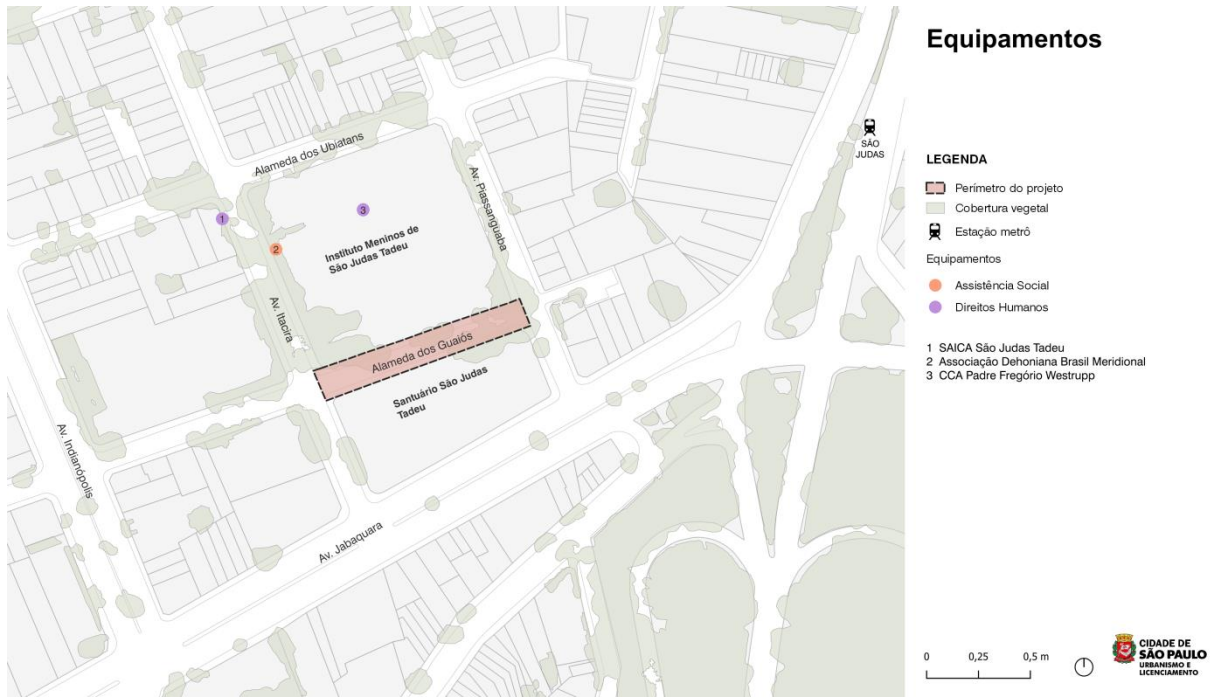 Equipamentos
SÃO
JUDAS
LEGENDA
Perímetro do projeto
Cobertura vegetal
Estação metrô
Equipamentos
Assistência Social
Direitos Humanos
1 SAICA São Judas Tadeu
2 Associação Dehoniana Brasil Meridional
3 CCA Padre Fregório Westrupp
Alameda dos Ubiatans
Av. Piassanguaba
1
3
2
Instituto Meninos de
São Judas Tadeu
Av. Itacira
Alameda dos Guaiós
Santuário São Judas
Tadeu
Av. Indianópolis
Av. Jabaquara
0 0,25 0,5 m
CIDADE DE
SÃO PAULO
URBANISMO E
LICENCIAMENTO